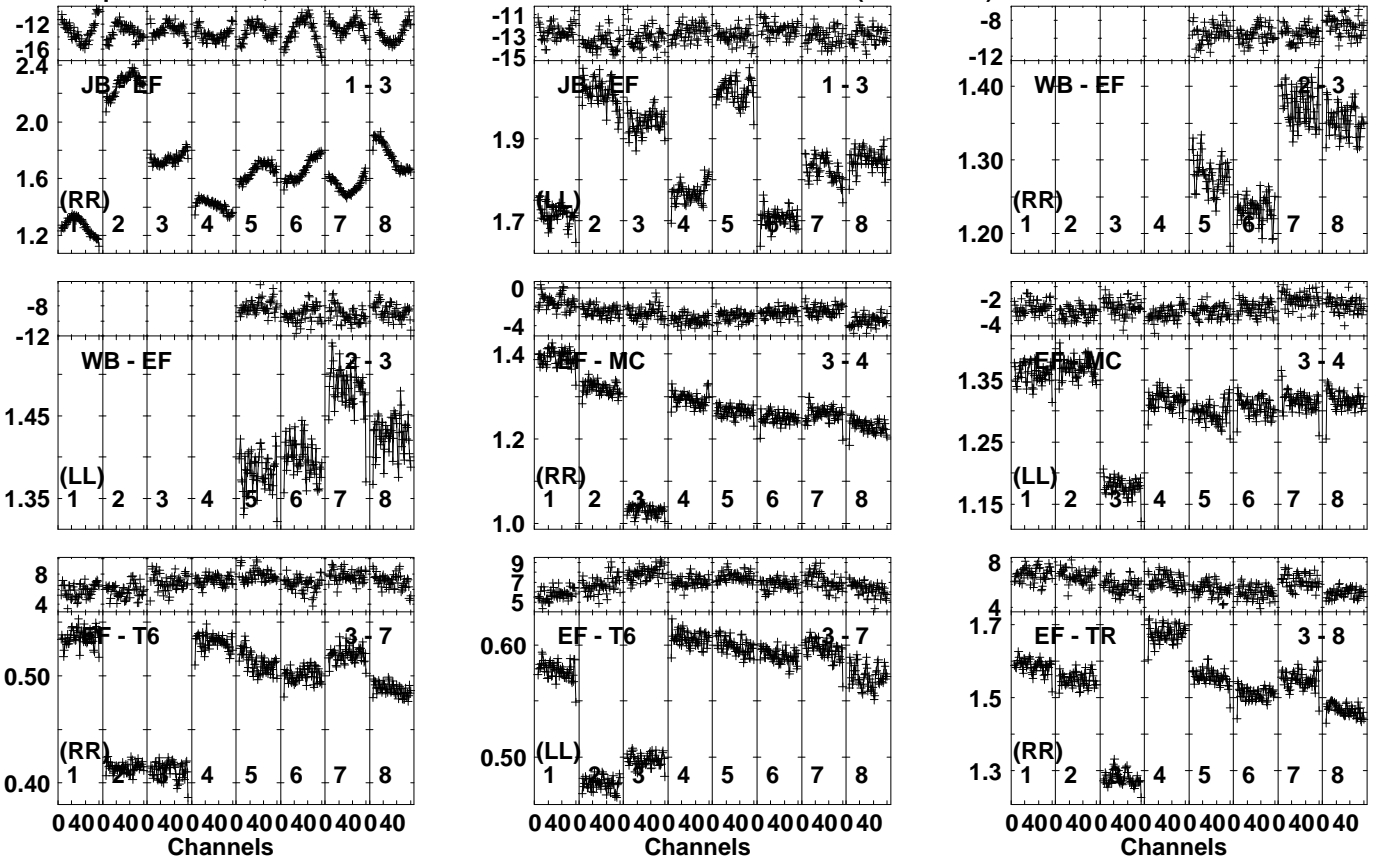 -12
-16
2.4
2.0
1.6
1.2
JB - EF
1 - 3
(RR)
1 2 3 4 5 6 7 8
-11
-13
-15
1.9
1.7
JB - EF
1 - 3
(LL)
1 2 3 4 5 6 7 8
-8
-12
1.40
1.30
1.20
WB - EF
2 - 3
(RR)
1 2 3 4 5 6 7 8
-8
-12
1.45
1.35
WB - EF
2 - 3
(LL)
1 2 3 4 5 6 7 8
0
-4
1.4
1.2
1.0
EF - MC
3 - 4
(RR)
1 2 3 4 5 6 7 8
-2
-4
1.35
1.25
1.15
EF - MC
3 - 4
(LL)
1 2 3 4 5 6 7 8
8
4
0.50
0.40
EF - T6
3 - 7
(RR)
1 2 3 4 5 6 7 8
0 40 0 40 0 40 0 40 0 40 0 40 0 40 0 40
Channels
9
7
5
0.60
0.50
EF - T6
3 - 7
(LL)
1 2 3 4 5 6 7 8
0 40 0 40 0 40 0 40 0 40 0 40 0 40 0 40
Channels
8
4
1.7
1.5
1.3
EF - TR
3 - 8
(RR)
1 2 3 4 5 6 7 8
0 40 0 40 0 40 0 40 0 40 0 40 0 40 0 40
Channels